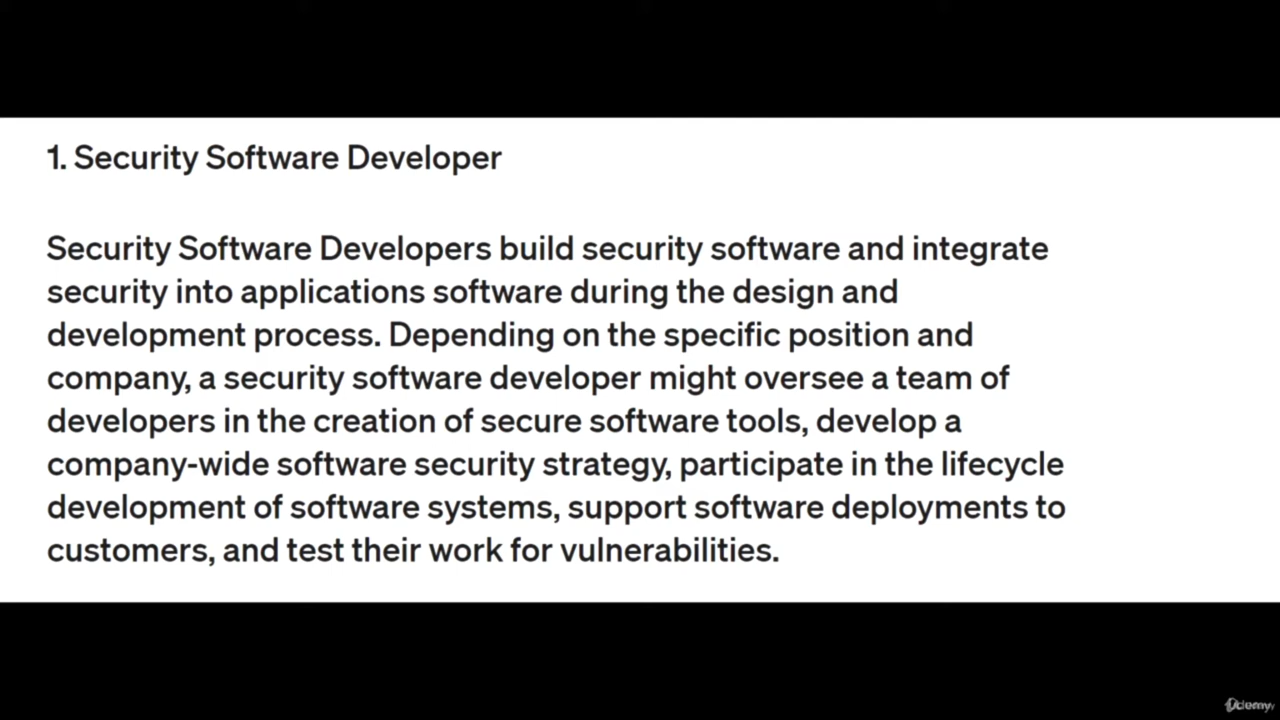 1. Security Software Developer
Security Software Developers build security software and integrate
security into applications software during the design and
development process. Depending on the specific position and
company, a security software developer might oversee a team of
developers in the creation of secure software tools, develop a
company-wide software security strategy, participate in the lifecycle
development of software systems, support software deployments to
customers, and test their work for vulnerabilities.
Udemy